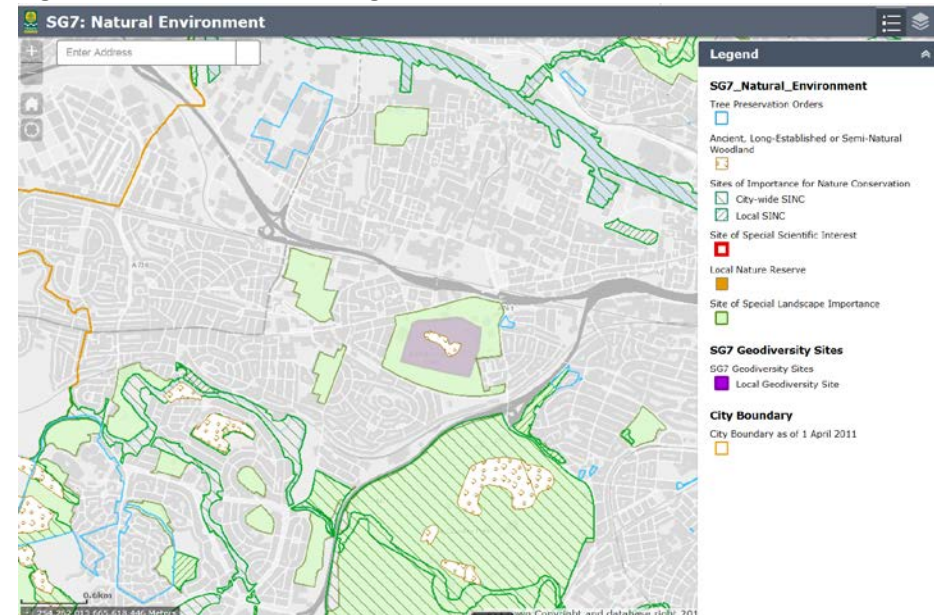 SG7: Natural Environment
Enter Address
Legend
SG7_Natural_Environment
Tree Preservation Orders
Ancient, Long-Established or Semi-Natural
Woodland
Sites of Importance for Nature Conservation
City-wide SINC
Local SINC
Site of Special Scientific Interest
Local Nature Reserve
Site of Special Landscape Importance
SG7 Geodiversity Sites
SG7 Geodiversity Sites
Local Geodiversity Site
City Boundary
City Boundary as of 1 April 2011
0.6km
Copyright and database right 201